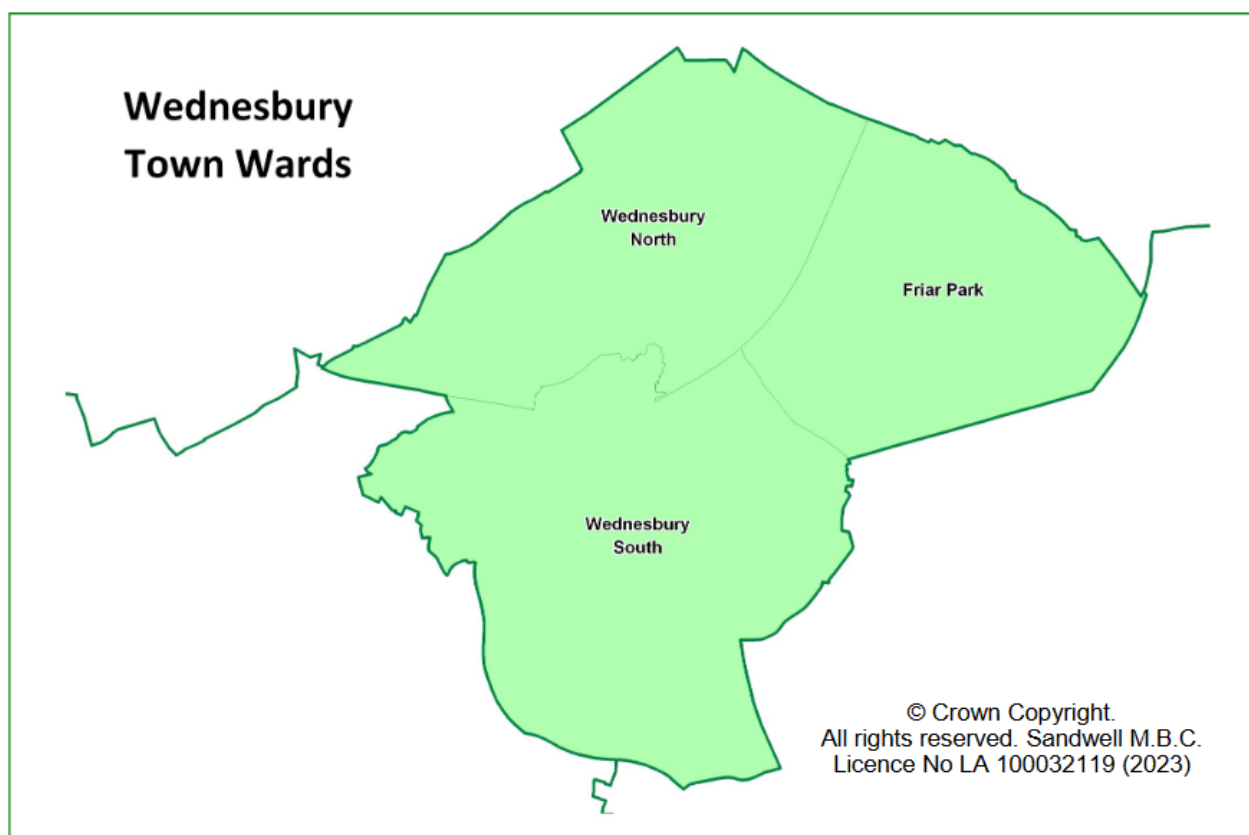 Wednesbury
Town Wards
Wednesbury
North
Friar Park
Wednesbury
South
© Crown Copyright.
All rights reserved. Sandwell M.B.C.
Licence No LA 100032119 (2023)